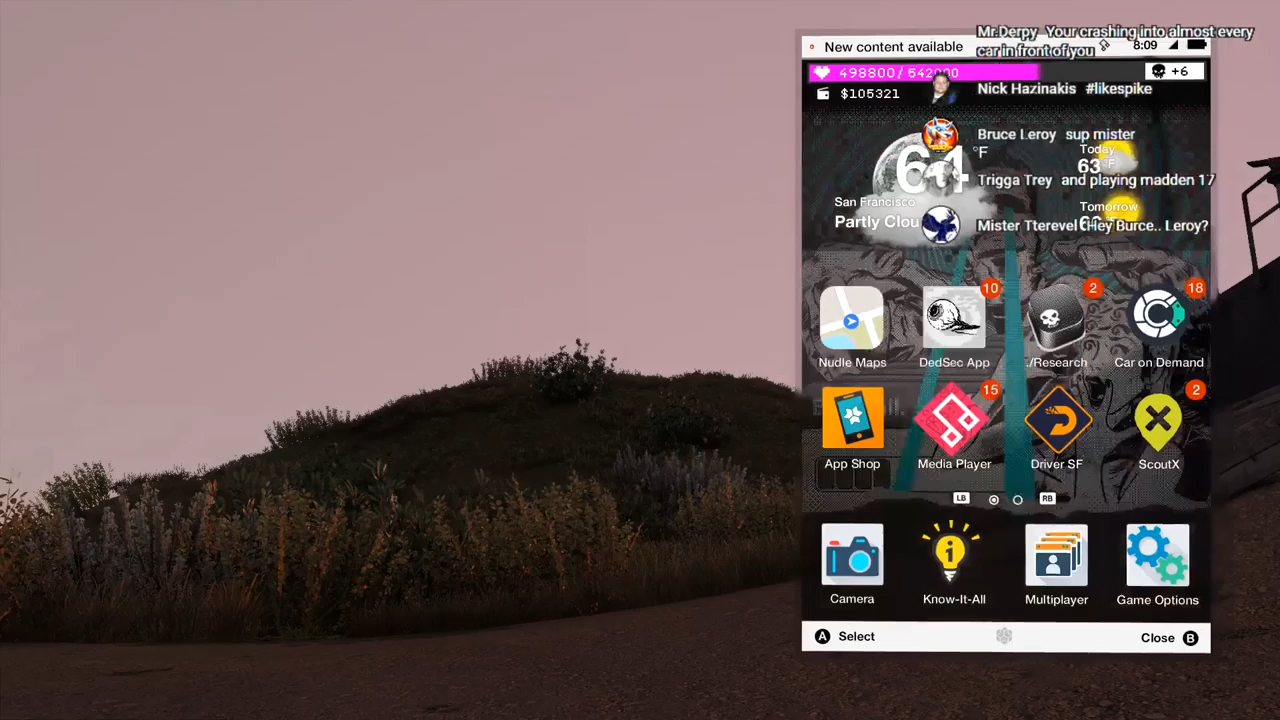 Mr.Derpy Your crashing into almost every
car in front of you
New content available
8:09
498800/542000
+6
$105321
Nick Hazinakis #likespike
Bruce Leroy sup mister
64
°F
Today
63°F
Trigga Trey and playing madden 17
San Francisco
Tomorrow
Partly Clou
Mister Tterevel Hey Burce.. Leroy?
10
2
18
Nudle Maps
DedSec App
./Research
Car on Demand
15
2
App Shop
Media Player
Driver SF
ScoutX
LB
RB
Camera
Know-It-All
Multiplayer
Game Options
A Select
Close B